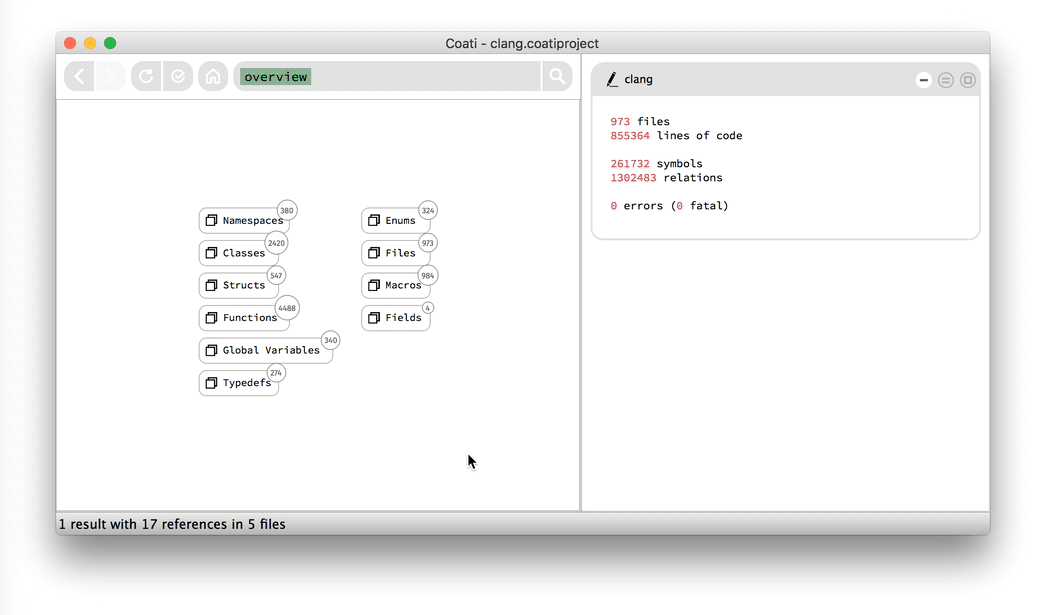 Coati - clang.coatiproject
overview
clang
973 files
855364 lines of code
261732 symbols
1302483 relations
0 errors (0 fatal)
Namespaces 380
Classes 2420
Structs 547
Functions 4488
Global Variables 340
Typedefs 274
Enums 324
Files 973
Macros 984
Fields 4
1 result with 17 references in 5 files